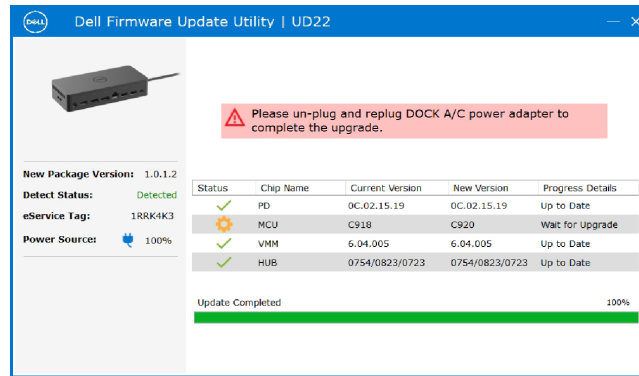 DELL
Dell Firmware Update Utility | UD22
Please un-plug and replug DOCK A/C power adapter to
complete the upgrade.
New Package Version: 1.0.1.2
Detect Status: Detected
eService Tag: 1RRK4K3
Power Source: 100%
Status Chip Name Current Version New Version Progress Details
PD 0C.02.15.19 0C.02.15.19 Up to Date
MCU C918 C920 Wait for Upgrade
VMM 6.04.005 6.04.005 Up to Date
HUB 0754/0823/0723 0754/0823/0723 Up to Date
Update Completed 100%